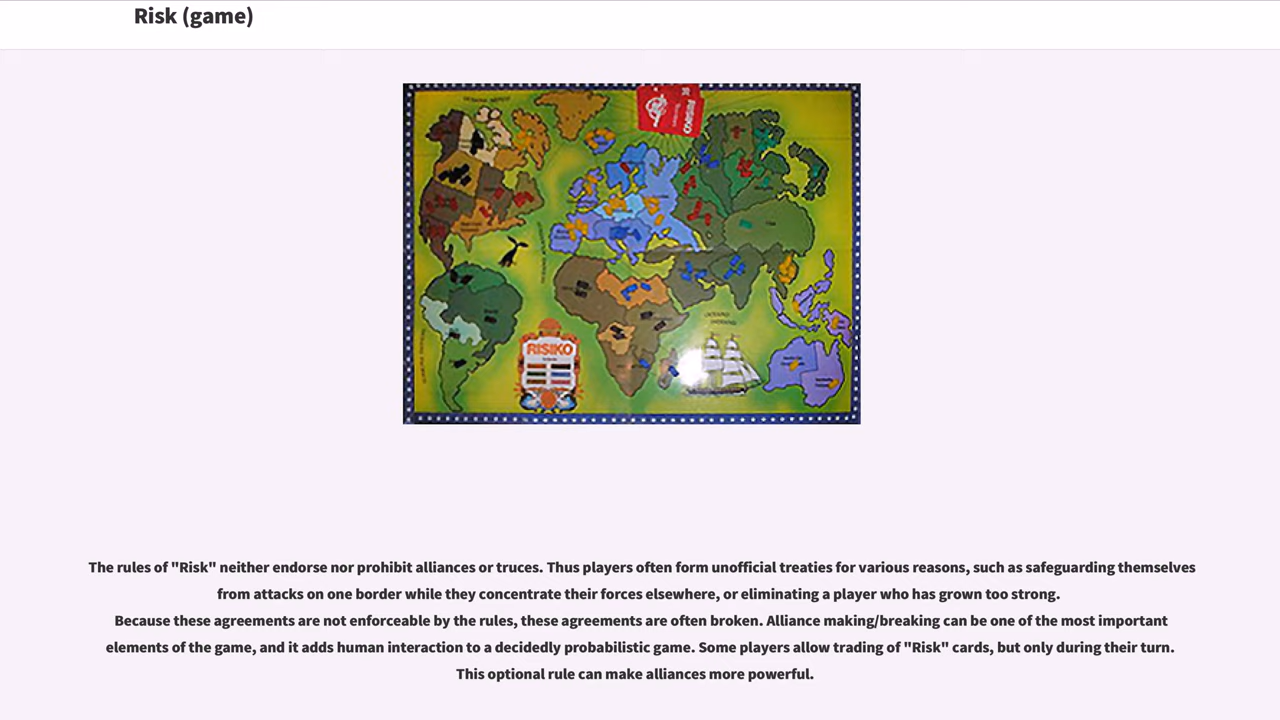 Risk (game)
RISIKO
RISIKO
The rules of "Risk" neither endorse nor prohibit alliances or truces. Thus players often form unofficial treaties for various reasons, such as safeguarding themselves
from attacks on one border while they concentrate their forces elsewhere, or eliminating a player who has grown too strong.
Because these agreements are not enforceable by the rules, these agreements are often broken. Alliance making/breaking can be one of the most important
elements of the game, and it adds human interaction to a decidedly probabilistic game. Some players allow trading of "Risk" cards, but only during their turn.
This optional rule can make alliances more powerful.